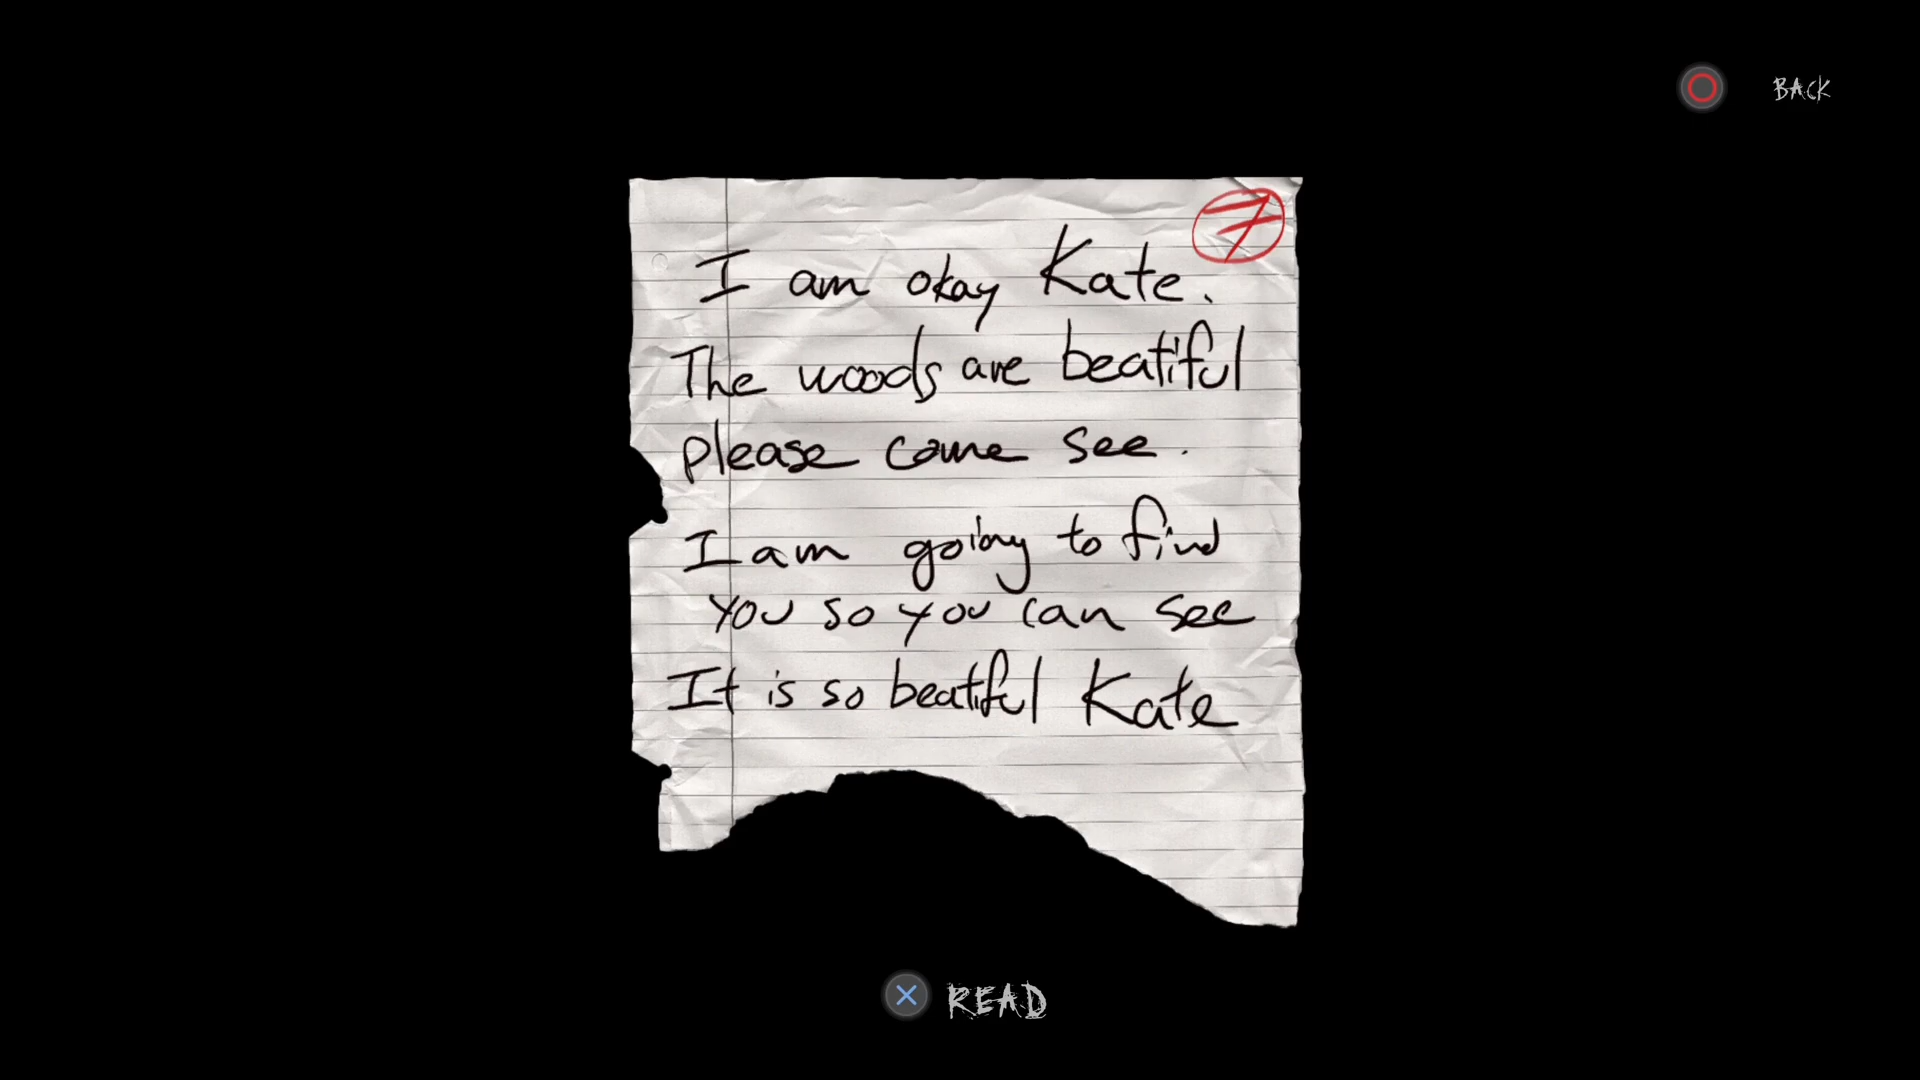 BACK
7
I am okay Kate.
The woods are beatiful
please come see.
I am going to find
you so you can see
It is so beatiful Kate
READ